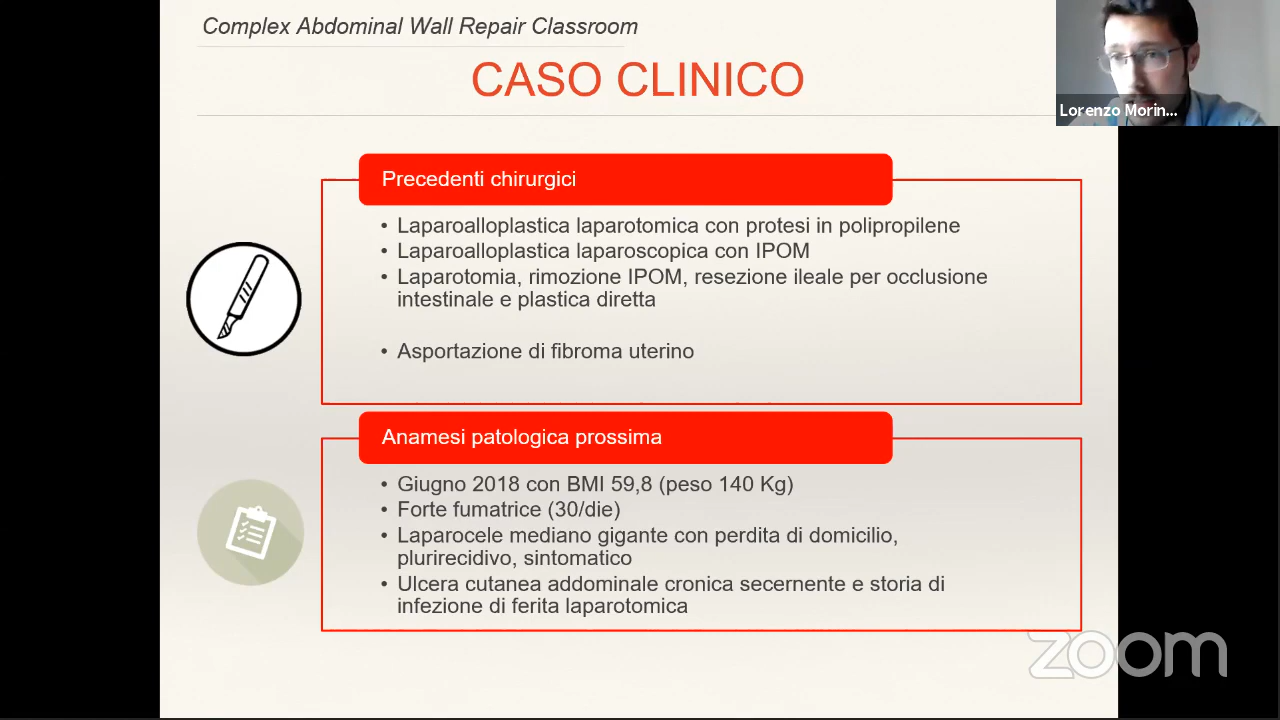 Complex Abdominal Wall Repair Classroom
CASO CLINICO
Lorenzo Morin...
Precedenti chirurgici
• Laparoalloplastica laparotomica con protesi in polipropilene
• Laparoalloplastica laparoscopica con IPOM
• Laparotomia, rimozione IPOM, resezione ileale per occlusione
intestinale e plastica diretta
• Asportazione di fibroma uterino
Anamesi patologica prossima
• Giugno 2018 con BMI 59,8 (peso 140 Kg)
• Forte fumatrice (30/die)
• Laparocele mediano gigante con perdita di domicilio,
plurirecidivo, sintomatico
• Ulcera cutanea addominale cronica secernente e storia di
infezione di ferita laparotomica
zoom